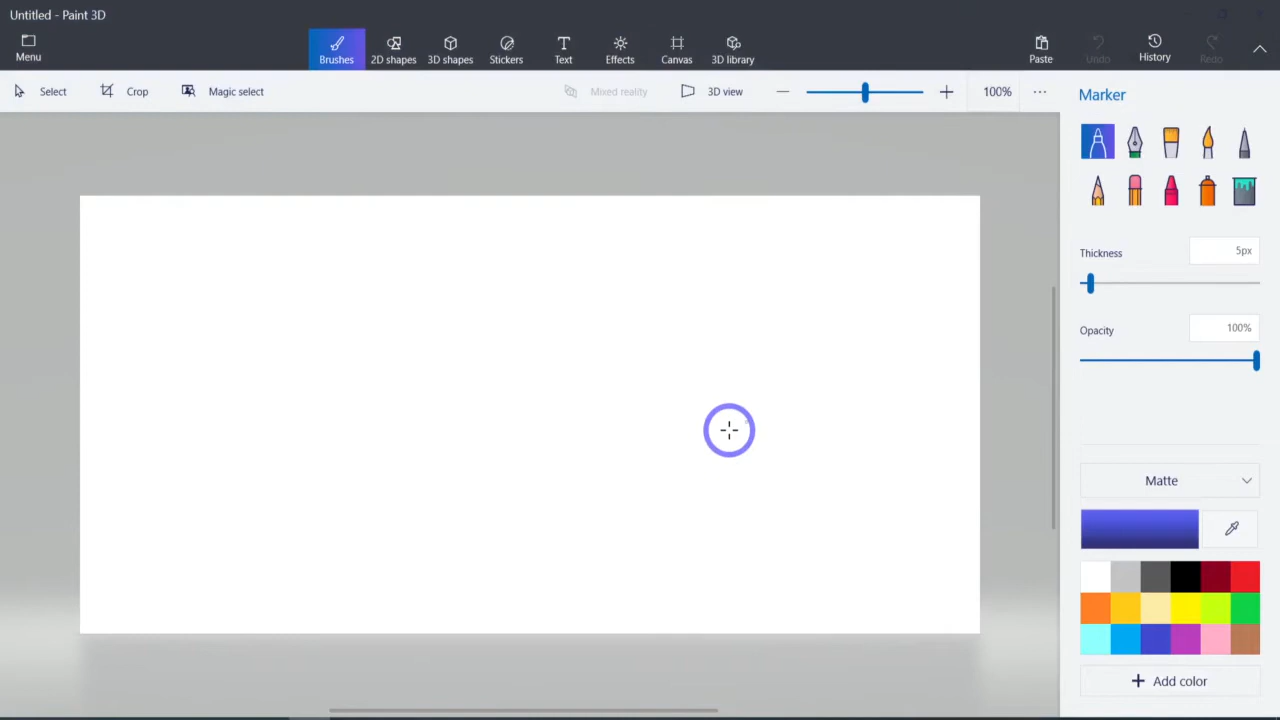 Untitled - Paint 3D
Menu
Brushes
2D shapes
3D shapes
Stickers
Text
Effects
Canvas
3D library
Paste
Undo
History
Redo
Select
Crop
Magic select
Mixed reality
3D view
100%
Marker
Thickness
5px
Opacity
100%
Matte
Add color